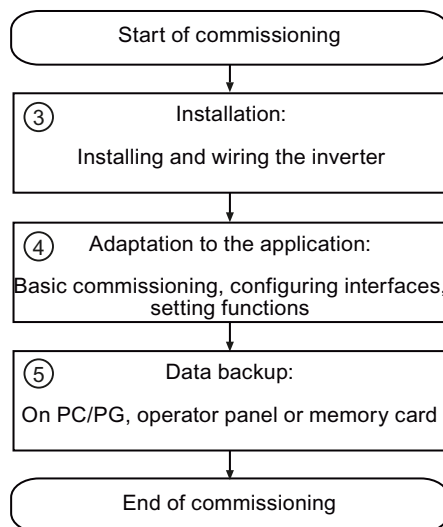 Start of commissioning
③ Installation:
Installing and wiring the inverter
④ Adaptation to the application:
Basic commissioning, configuring interfaces,
setting functions
⑤ Data backup:
On PC/PG, operator panel or memory card
End of commissioning